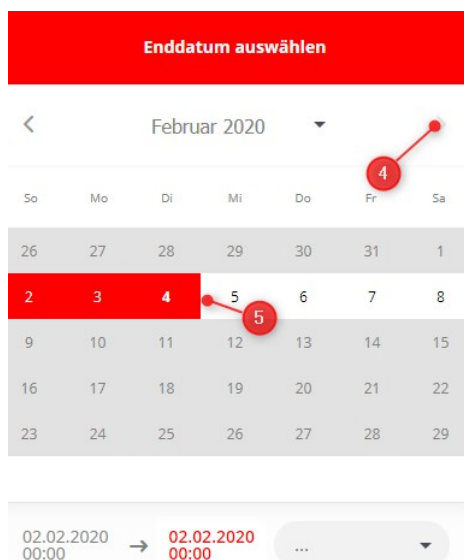 Enddatum auswählen
Februar 2020
4
So Mo Di Mi Do Fr Sa
26 27 28 29 30 31 1
2 3 4 5 6 7 8
5
9 10 11 12 13 14 15
16 17 18 19 20 21 22
23 24 25 26 27 28 29
02.02.2020 → 02.02.2020 ...
00:00 00:00